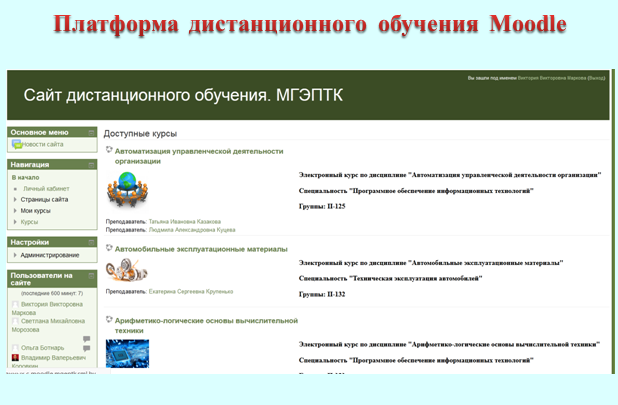 Платформа дистанционного обучения Moodle
Вы зашли под именем Виктория Викторовна Маркова (Выход)
Сайт дистанционного обучения. МГЭПТК
Основное меню
Новости сайта
Навигация
В начало
Личный кабинет
Страницы сайта
Мои курсы
Курсы
Настройки
Администрирование
Пользователи на
сайте
(последние 500 минут: 7)
Виктория Викторовна
Маркова
Светлана Михайловна
Морозова
Ольга Ботнарь
Владимир Валерьевич
Доступные курсы
Автоматизация управленческой деятельности
организации
Электронный курс по дисциплине "Автоматизация управленческой деятельности организации"
Специальность "Программное обеспечение информационных технологий"
Группы: П-125
Преподаватель: Татьяна Ивановна Казакова
Преподаватель: Людмила Александровна Куцева
Автомобильные эксплуатационные материалы
Электронный курс по дисциплине "Автомобильные эксплуатационные материалы"
Специальность "Техническая эксплуатация автомобилей"
Группы: П-132
Преподаватель: Екатерина Сергеевна Крупенько
Арифметико-логические основы вычислительной
техники
Электронный курс по дисциплине "Арифметико-логические основы вычислительной техники"
Специальность "Программное обеспечение информационных технологий"